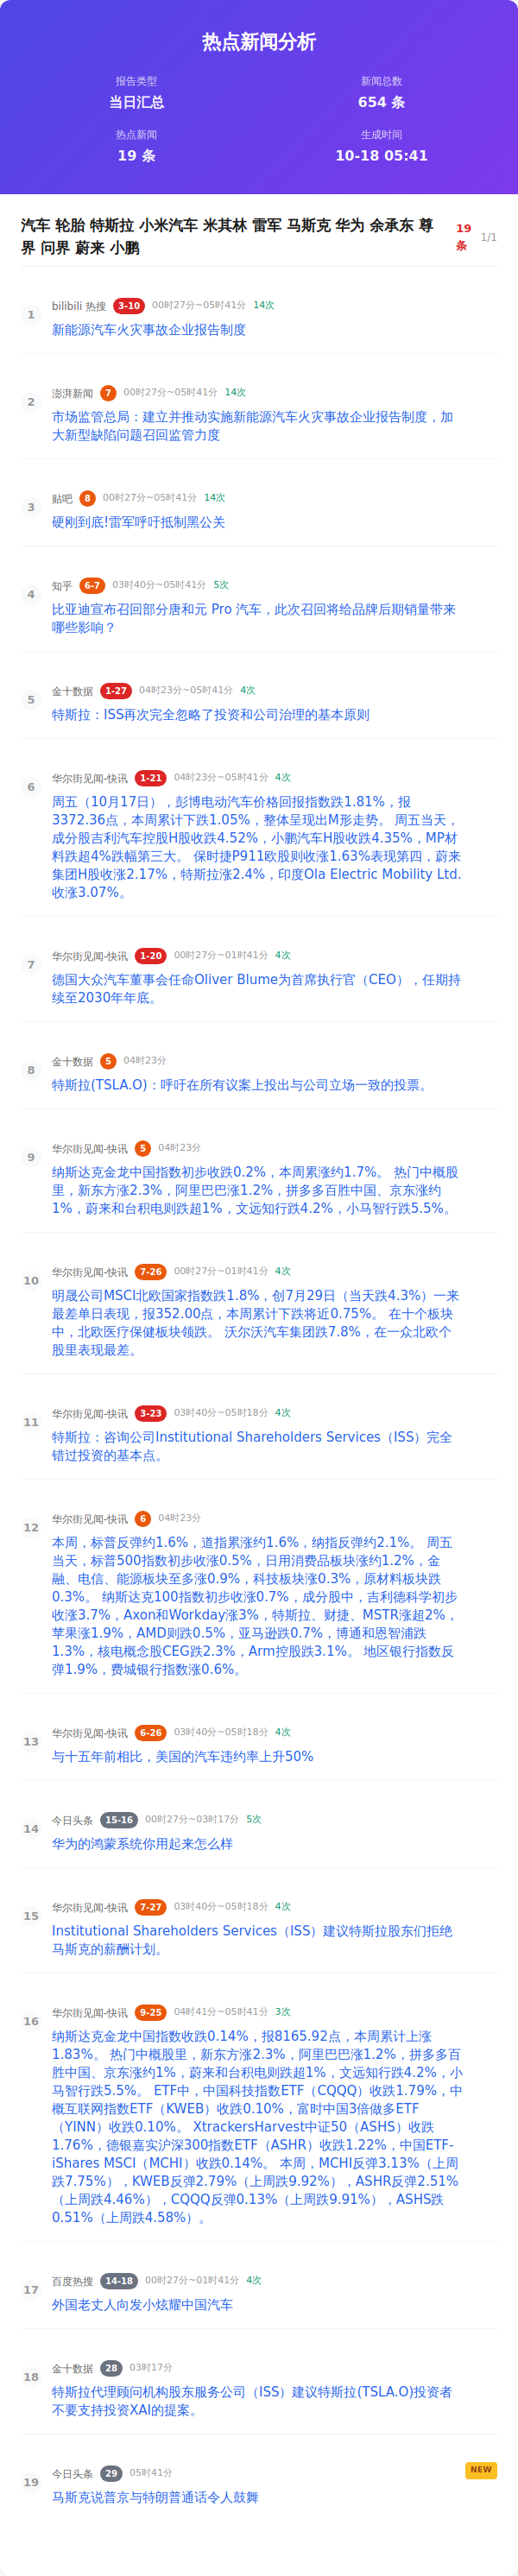 热点新闻分析
报告类型
当日汇总
新闻总数
654 条
热点新闻
19 条
生成时间
10-18 05:41
汽车 轮胎 特斯拉 小米汽车 米其林 雷军 马斯克 华为 余承东 尊
界 问界 蔚来 小鹏
19
条
1/1
1
bilibili 热搜 3-10 00时27分~05时41分 14次
新能源汽车火灾事故企业报告制度
2
澎湃新闻 7 00时27分~05时41分 14次
市场监管总局：建立并推动实施新能源汽车火灾事故企业报告制度，加
大新型缺陷问题召回监管力度
3
贴吧 8 00时27分~05时41分 14次
硬刚到底!雷军呼吁抵制黑公关
4
知乎 6-7 03时40分~05时41分 5次
比亚迪宣布召回部分唐和元 Pro 汽车，此次召回将给品牌后期销量带来
哪些影响？
5
金十数据 1-27 04时23分~05时41分 4次
特斯拉：ISS再次完全忽略了投资和公司治理的基本原则
6
华尔街见闻-快讯 1-21 04时23分~05时41分 4次
周五（10月17日），彭博电动汽车价格回报指数跌1.81%，报
3372.36点，本周累计下跌1.05%，整体呈现出M形走势。 周五当天，
成分股吉利汽车控股H股收跌4.52%，小鹏汽车H股收跌4.35%，MP材
料跌超4%跌幅第三大。 保时捷P911欧股则收涨1.63%表现第四，蔚来
集团H股收涨2.17%，特斯拉涨2.4%，印度Ola Electric Mobility Ltd.
收涨3.07%。
7
华尔街见闻-快讯 1-20 00时27分~01时41分 4次
德国大众汽车董事会任命Oliver Blume为首席执行官（CEO），任期持
续至2030年年底。
8
金十数据 5 04时23分
特斯拉(TSLA.O)：呼吁在所有议案上投出与公司立场一致的投票。
9
华尔街见闻-快讯 5 04时23分
纳斯达克金龙中国指数初步收跌0.2%，本周累涨约1.7%。 热门中概股
里，新东方涨2.3%，阿里巴巴涨1.2%，拼多多百胜中国、京东涨约
1%，蔚来和台积电则跌超1%，文远知行跌4.2%，小马智行跌5.5%。
10
华尔街见闻-快讯 7-26 00时27分~01时41分 4次
明晟公司MSCI北欧国家指数跌1.8%，创7月29日（当天跌4.3%）一来
最差单日表现，报352.00点，本周累计下跌将近0.75%。 在十个板块
中，北欧医疗保健板块领跌。 沃尔沃汽车集团跌7.8%，在一众北欧个
股里表现最差。
11
华尔街见闻-快讯 3-23 03时40分~05时18分 4次
特斯拉：咨询公司Institutional Shareholders Services（ISS）完全
错过投资的基本点。
12
华尔街见闻-快讯 6 04时23分
本周，标普反弹约1.6%，道指累涨约1.6%，纳指反弹约2.1%。 周五
当天，标普500指数初步收涨0.5%，日用消费品板块涨约1.2%，金
融、电信、能源板块至多涨0.9%，科技板块涨0.3%，原材料板块跌
0.3%。 纳斯达克100指数初步收涨0.7%，成分股中，吉利德科学初步
收涨3.7%，Axon和Workday涨3%，特斯拉、财捷、MSTR涨超2%，
苹果涨1.9%，AMD则跌0.5%，亚马逊跌0.7%，博通和恩智浦跌
1.3%，核电概念股CEG跌2.3%，Arm控股跌3.1%。 地区银行指数反
弹1.9%，费城银行指数涨0.6%。
13
华尔街见闻-快讯 6-26 03时40分~05时18分 4次
与十五年前相比，美国的汽车违约率上升50%
14
今日头条 15-16 00时27分~03时17分 5次
华为的鸿蒙系统你用起来怎么样
15
华尔街见闻-快讯 7-27 03时40分~05时18分 4次
Institutional Shareholders Services（ISS）建议特斯拉股东们拒绝
马斯克的薪酬计划。
16
华尔街见闻-快讯 9-25 04时41分~05时41分 3次
纳斯达克金龙中国指数收跌0.14%，报8165.92点，本周累计上涨
1.83%。 热门中概股里，新东方涨2.3%，阿里巴巴涨1.2%，拼多多百
胜中国、京东涨约1%，蔚来和台积电则跌超1%，文远知行跌4.2%，小
马智行跌5.5%。 ETF中，中国科技指数ETF（CQQQ）收跌1.79%，中
概互联网指数ETF（KWEB）收跌0.10%，富时中国3倍做多ETF
（YINN）收跌0.10%。 XtrackersHarvest中证50（ASHS）收跌
1.76%，德银嘉实沪深300指数ETF（ASHR）收跌1.22%，中国ETF-
iShares MSCI（MCHI）收跌0.14%。 本周，MCHI反弹3.13%（上周
跌7.75%），KWEB反弹2.79%（上周跌9.92%），ASHR反弹2.51%
（上周跌4.46%），CQQQ反弹0.13%（上周跌9.91%），ASHS跌
0.51%（上周跌4.58%）。
17
百度热搜 14-18 00时27分~01时41分 4次
外国老丈人向发小炫耀中国汽车
18
金十数据 28 03时17分
特斯拉代理顾问机构股东服务公司（ISS）建议特斯拉(TSLA.O)投资者
不要支持投资XAI的提案。
19
今日头条 29 05时41分
NEW
马斯克说普京与特朗普通话令人鼓舞